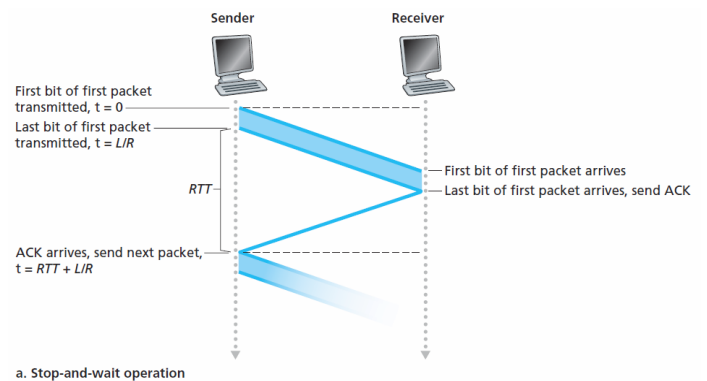 Sender
Receiver
First bit of first packet
transmitted, t = 0
Last bit of first packet
transmitted, t = L/R
First bit of first packet arrives
Last bit of first packet arrives, send ACK
RTT
ACK arrives, send next packet,
t = RTT + L/R
a. Stop-and-wait operation